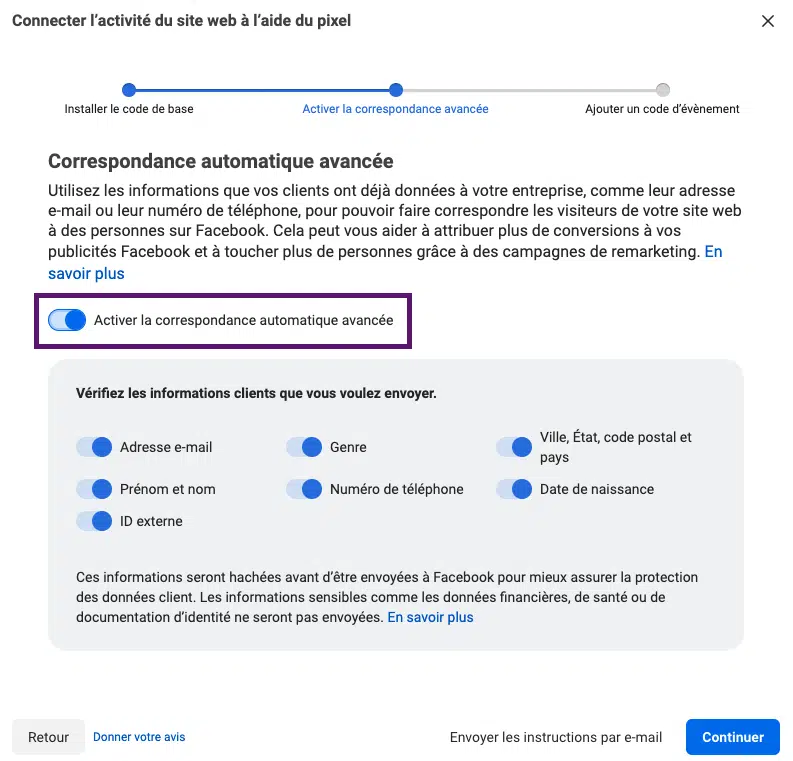 Connecter l’activité du site web à l’aide du pixel
Installer le code de base
Activer la correspondance avancée
Ajouter un code d’évènement
Correspondance automatique avancée
Utilisez les informations que vos clients ont déjà données à votre entreprise, comme leur adresse
e-mail ou leur numéro de téléphone, pour pouvoir faire correspondre les visiteurs de votre site web
à des personnes sur Facebook. Cela peut vous aider à attribuer plus de conversions à vos
publicités Facebook et à toucher plus de personnes grâce à des campagnes de remarketing. En
savoir plus
Activer la correspondance automatique avancée
Vérifiez les informations clients que vous voulez envoyer.
Adresse e-mail
Genre
Ville, État, code postal et
pays
Prénom et nom
Numéro de téléphone
Date de naissance
ID externe
Ces informations seront hachées avant d’être envoyées à Facebook pour mieux assurer la protection
des données client. Les informations sensibles comme les données financières, de santé ou de
documentation d’identité ne seront pas envoyées. En savoir plus
Retour
Donner votre avis
Envoyer les instructions par e-mail
Continuer